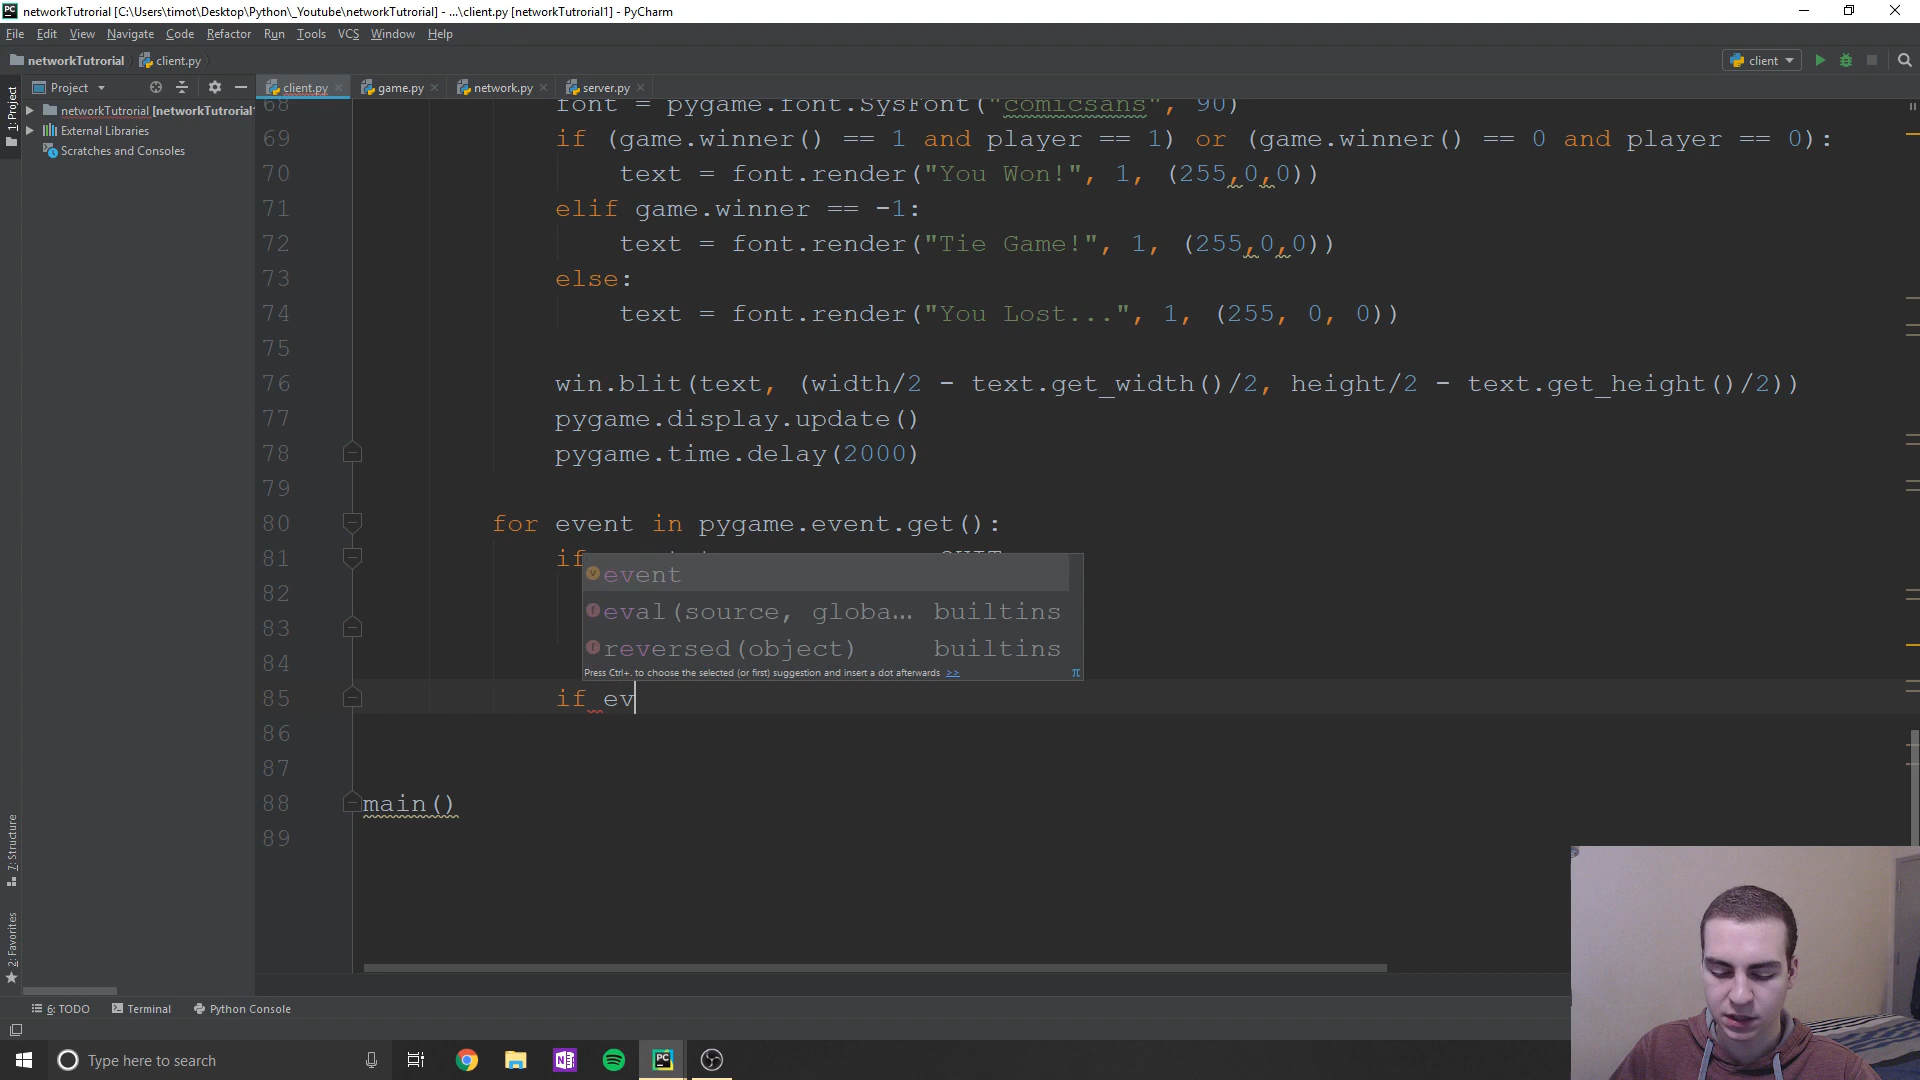 networkTutrorial [C:\Users\timot\Desktop\Python\_Youtube\networkTutrorial] - ...\client.py [networkTutorial1] - PyCharm
File Edit View Navigate Code Refactor Run Tools VCS Window Help
networkTutrorial client.py client
Project client.py game.py network.py server.py
1: Project
networkTutrorial [networkTutrorial
External Libraries
Scratches and Consoles
68 font = pygame.font.SysFont("comicsans", 90)
69 if (game.winner() == 1 and player == 1) or (game.winner() == 0 and player == 0):
70 text = font.render("You Won!", 1, (255,0,0))
71 elif game.winner == -1:
72 text = font.render("Tie Game!", 1, (255,0,0))
73 else:
74 text = font.render("You Lost...", 1, (255, 0, 0))
75
76 win.blit(text, (width/2 - text.get_width()/2, height/2 - text.get_height()/2))
77 pygame.display.update()
78 pygame.time.delay(2000)
79
80 for event in pygame.event.get():
81 if
event
82
eval(source, globa... builtins
83
reversed(object) builtins
84
Press Ctrl+. to choose the selected (or first) suggestion and insert a dot afterwards >> π
85 if ev
86
87
88 main()
89
7: Structure
2: Favorites
6: TODO Terminal Python Console
Type here to search